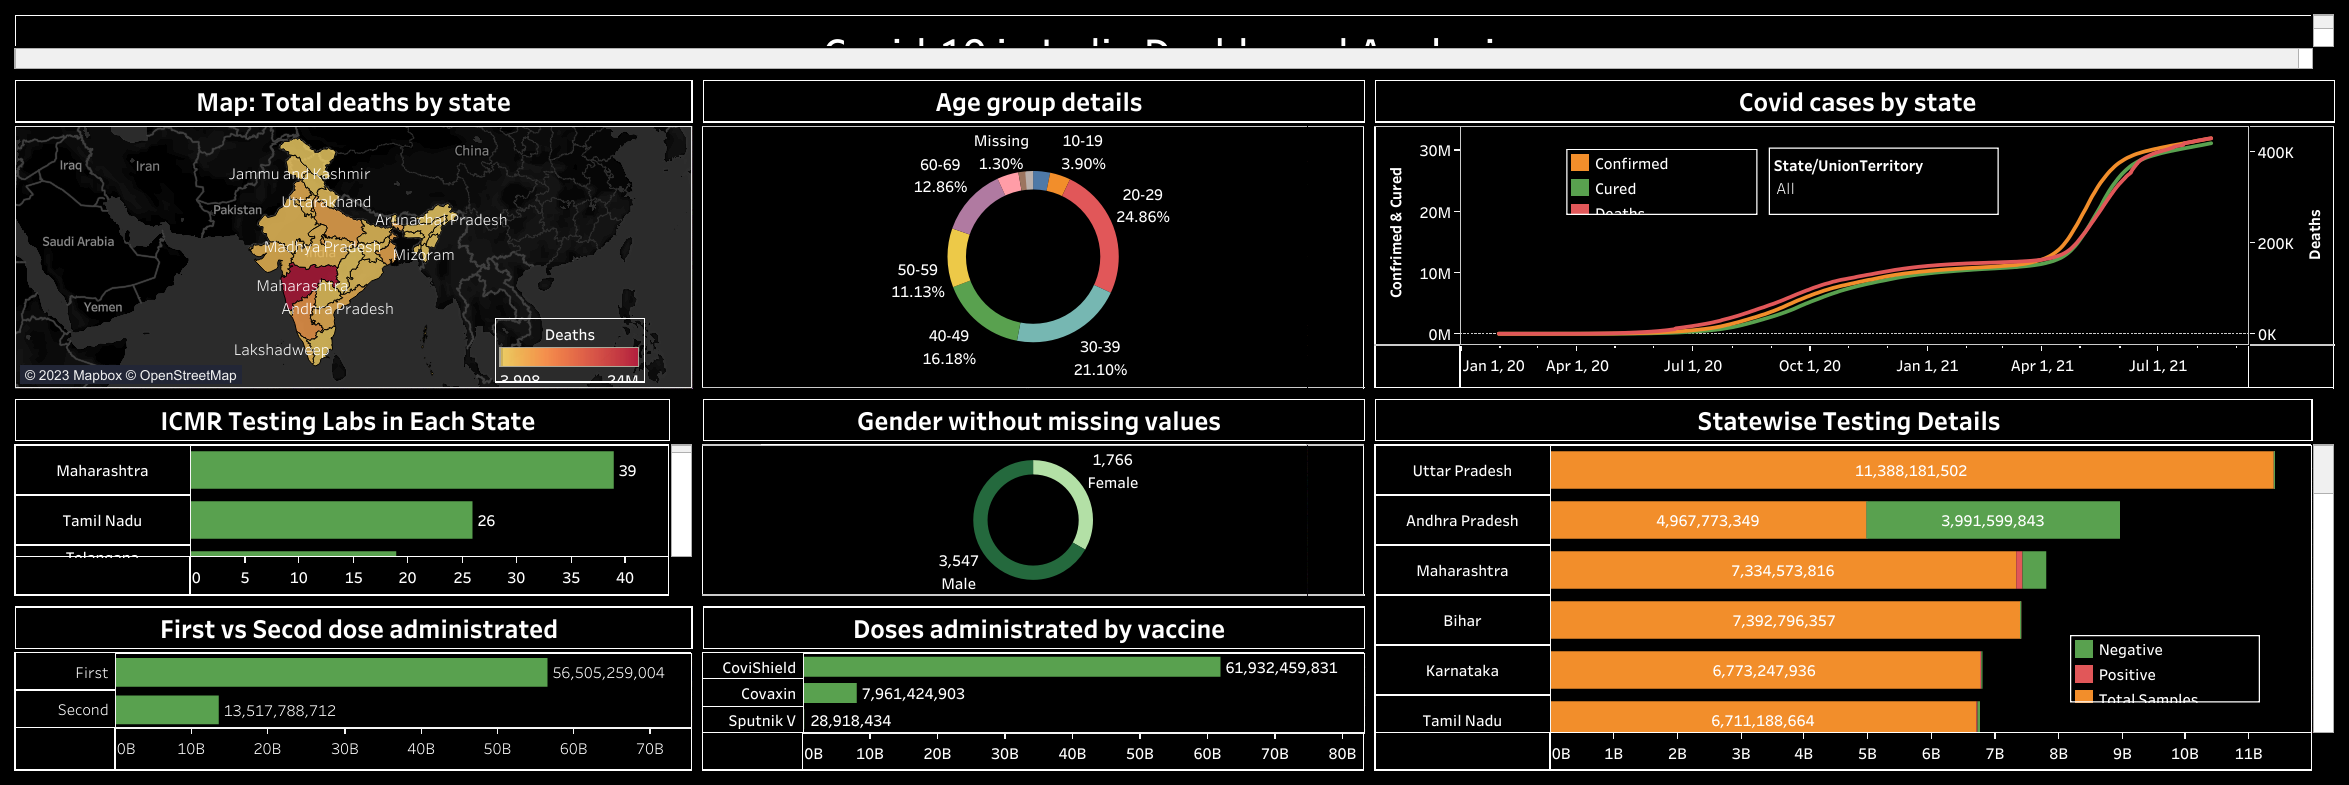 Map: Total deaths by state
Iraq
Iran
China
Jammu and Kashmir
Uttarakhand
Pakistan
Arunachal Pradesh
Saudi Arabia
Madhya Pradesh
Mizoram
Maharashtra
Yemen
Andhra Pradesh
Lakshadweep
Deaths
3,908 24M
© 2023 Mapbox © OpenStreetMap
Age group details
Missing
1.30%
10-19
3.90%
60-69
12.86%
20-29
24.86%
50-59
11.13%
40-49
16.18%
30-39
21.10%
Covid cases by state
Confrimed & Cured
30M
20M
10M
0M
Confirmed
Cured
Deaths
State/UnionTerritory
All
400K
200K
0K
Deaths
Jan 1, 20 Apr 1, 20 Jul 1, 20 Oct 1, 20 Jan 1, 21 Apr 1, 21 Jul 1, 21
ICMR Testing Labs in Each State
Maharashtra 39
Tamil Nadu 26
Telangana
0 5 10 15 20 25 30 35 40
Gender without missing values
1,766
Female
3,547
Male
Statewise Testing Details
Uttar Pradesh 11,388,181,502
Andhra Pradesh 4,967,773,349 3,991,599,843
Maharashtra 7,334,573,816
Bihar 7,392,796,357
Karnataka 6,773,247,936
Tamil Nadu 6,711,188,664
Negative
Positive
Total Samples
0B 1B 2B 3B 4B 5B 6B 7B 8B 9B 10B 11B
First vs Secod dose administrated
First 56,505,259,004
Second 13,517,788,712
0B 10B 20B 30B 40B 50B 60B 70B
Doses administrated by vaccine
CoviShield 61,932,459,831
Covaxin 7,961,424,903
Sputnik V 28,918,434
0B 10B 20B 30B 40B 50B 60B 70B 80B